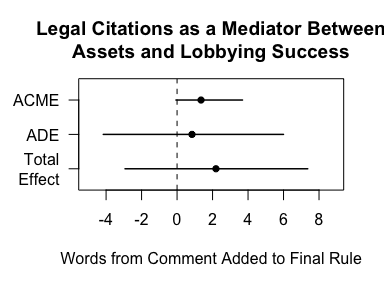 Legal Citations as a Mediator Between
Assets and Lobbying Success
ACME
ADE
Total
Effect
-4 -2 0 2 4 6 8
Words from Comment Added to Final Rule